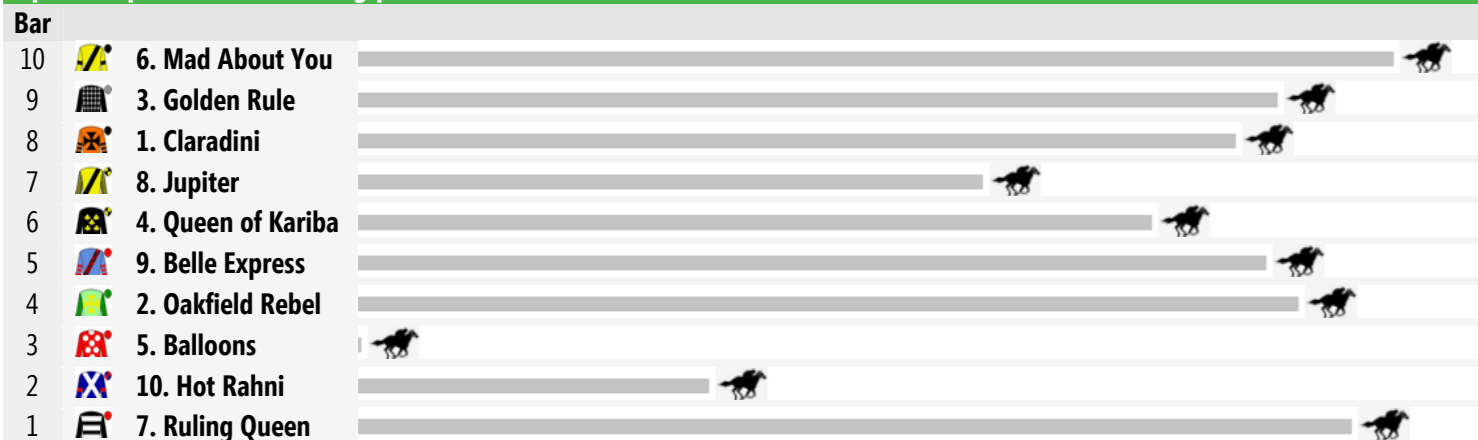 Bar
10 6. Mad About You
9 3. Golden Rule
8 1. Claradini
7 8. Jupiter
6 4. Queen of Kariba
5 9. Belle Express
4 2. Oakfield Rebel
3 5. Balloons
2 10. Hot Rahni
1 7. Ruling Queen